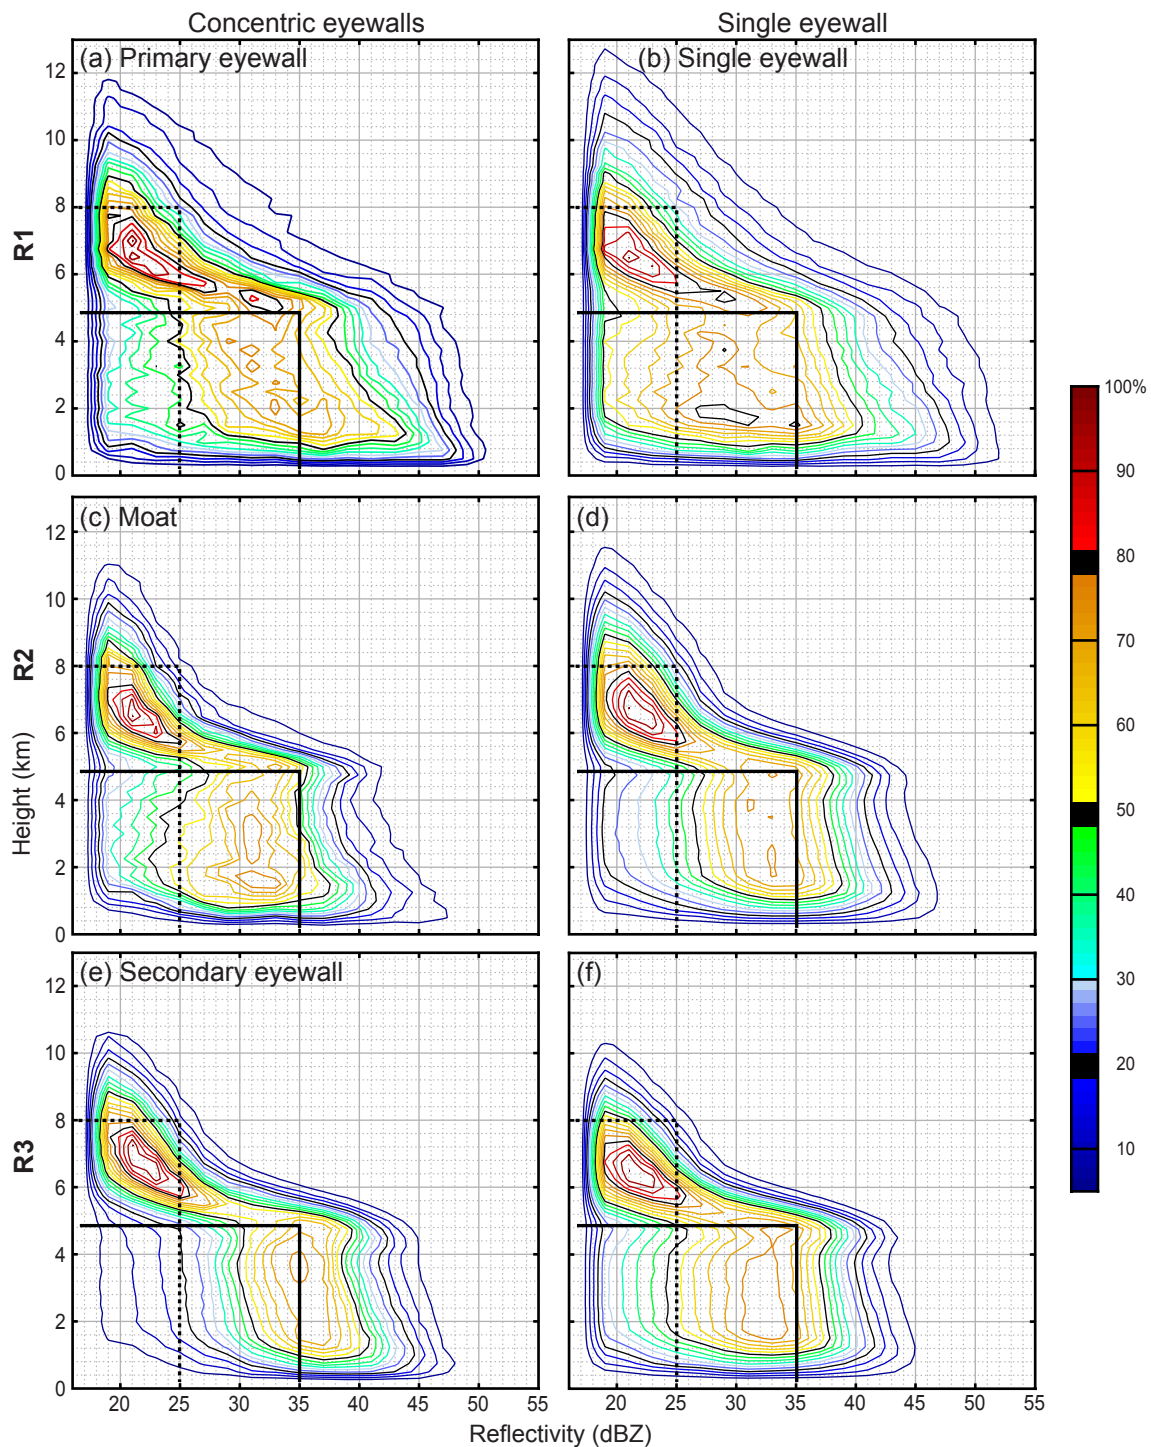 Concentric eyewalls
Single eyewall
(a) Primary eyewall
(b) Single eyewall
12
10
8
6
4
2
0
R1
(c) Moat
(d)
12
10
8
6
4
2
0
R2
Height (km)
(e) Secondary eyewall
(f)
12
10
8
6
4
2
0
R3
20 25 30 35 40 45 50 55
20 25 30 35 40 45 50 55
Reflectivity (dBZ)
100%
90
80
70
60
50
40
30
20
10